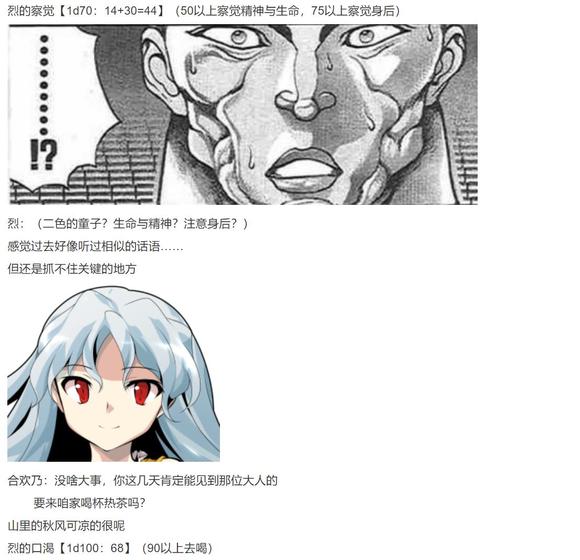 烈的察觉【1d70：14+30=44】（50以上察觉精神与生命，75以上察觉身后）
………
!?
烈：（二色的童子？生命与精神？注意身后？）
感觉过去好像听过相似的话语……
但还是抓不住关键的地方
合欢乃：没啥大事，你这几天肯定能见到那位大人的
要来咱家喝杯热茶吗？
山里的秋风可凉的很呢
烈的口渴【1d100：68】（90以上去喝）